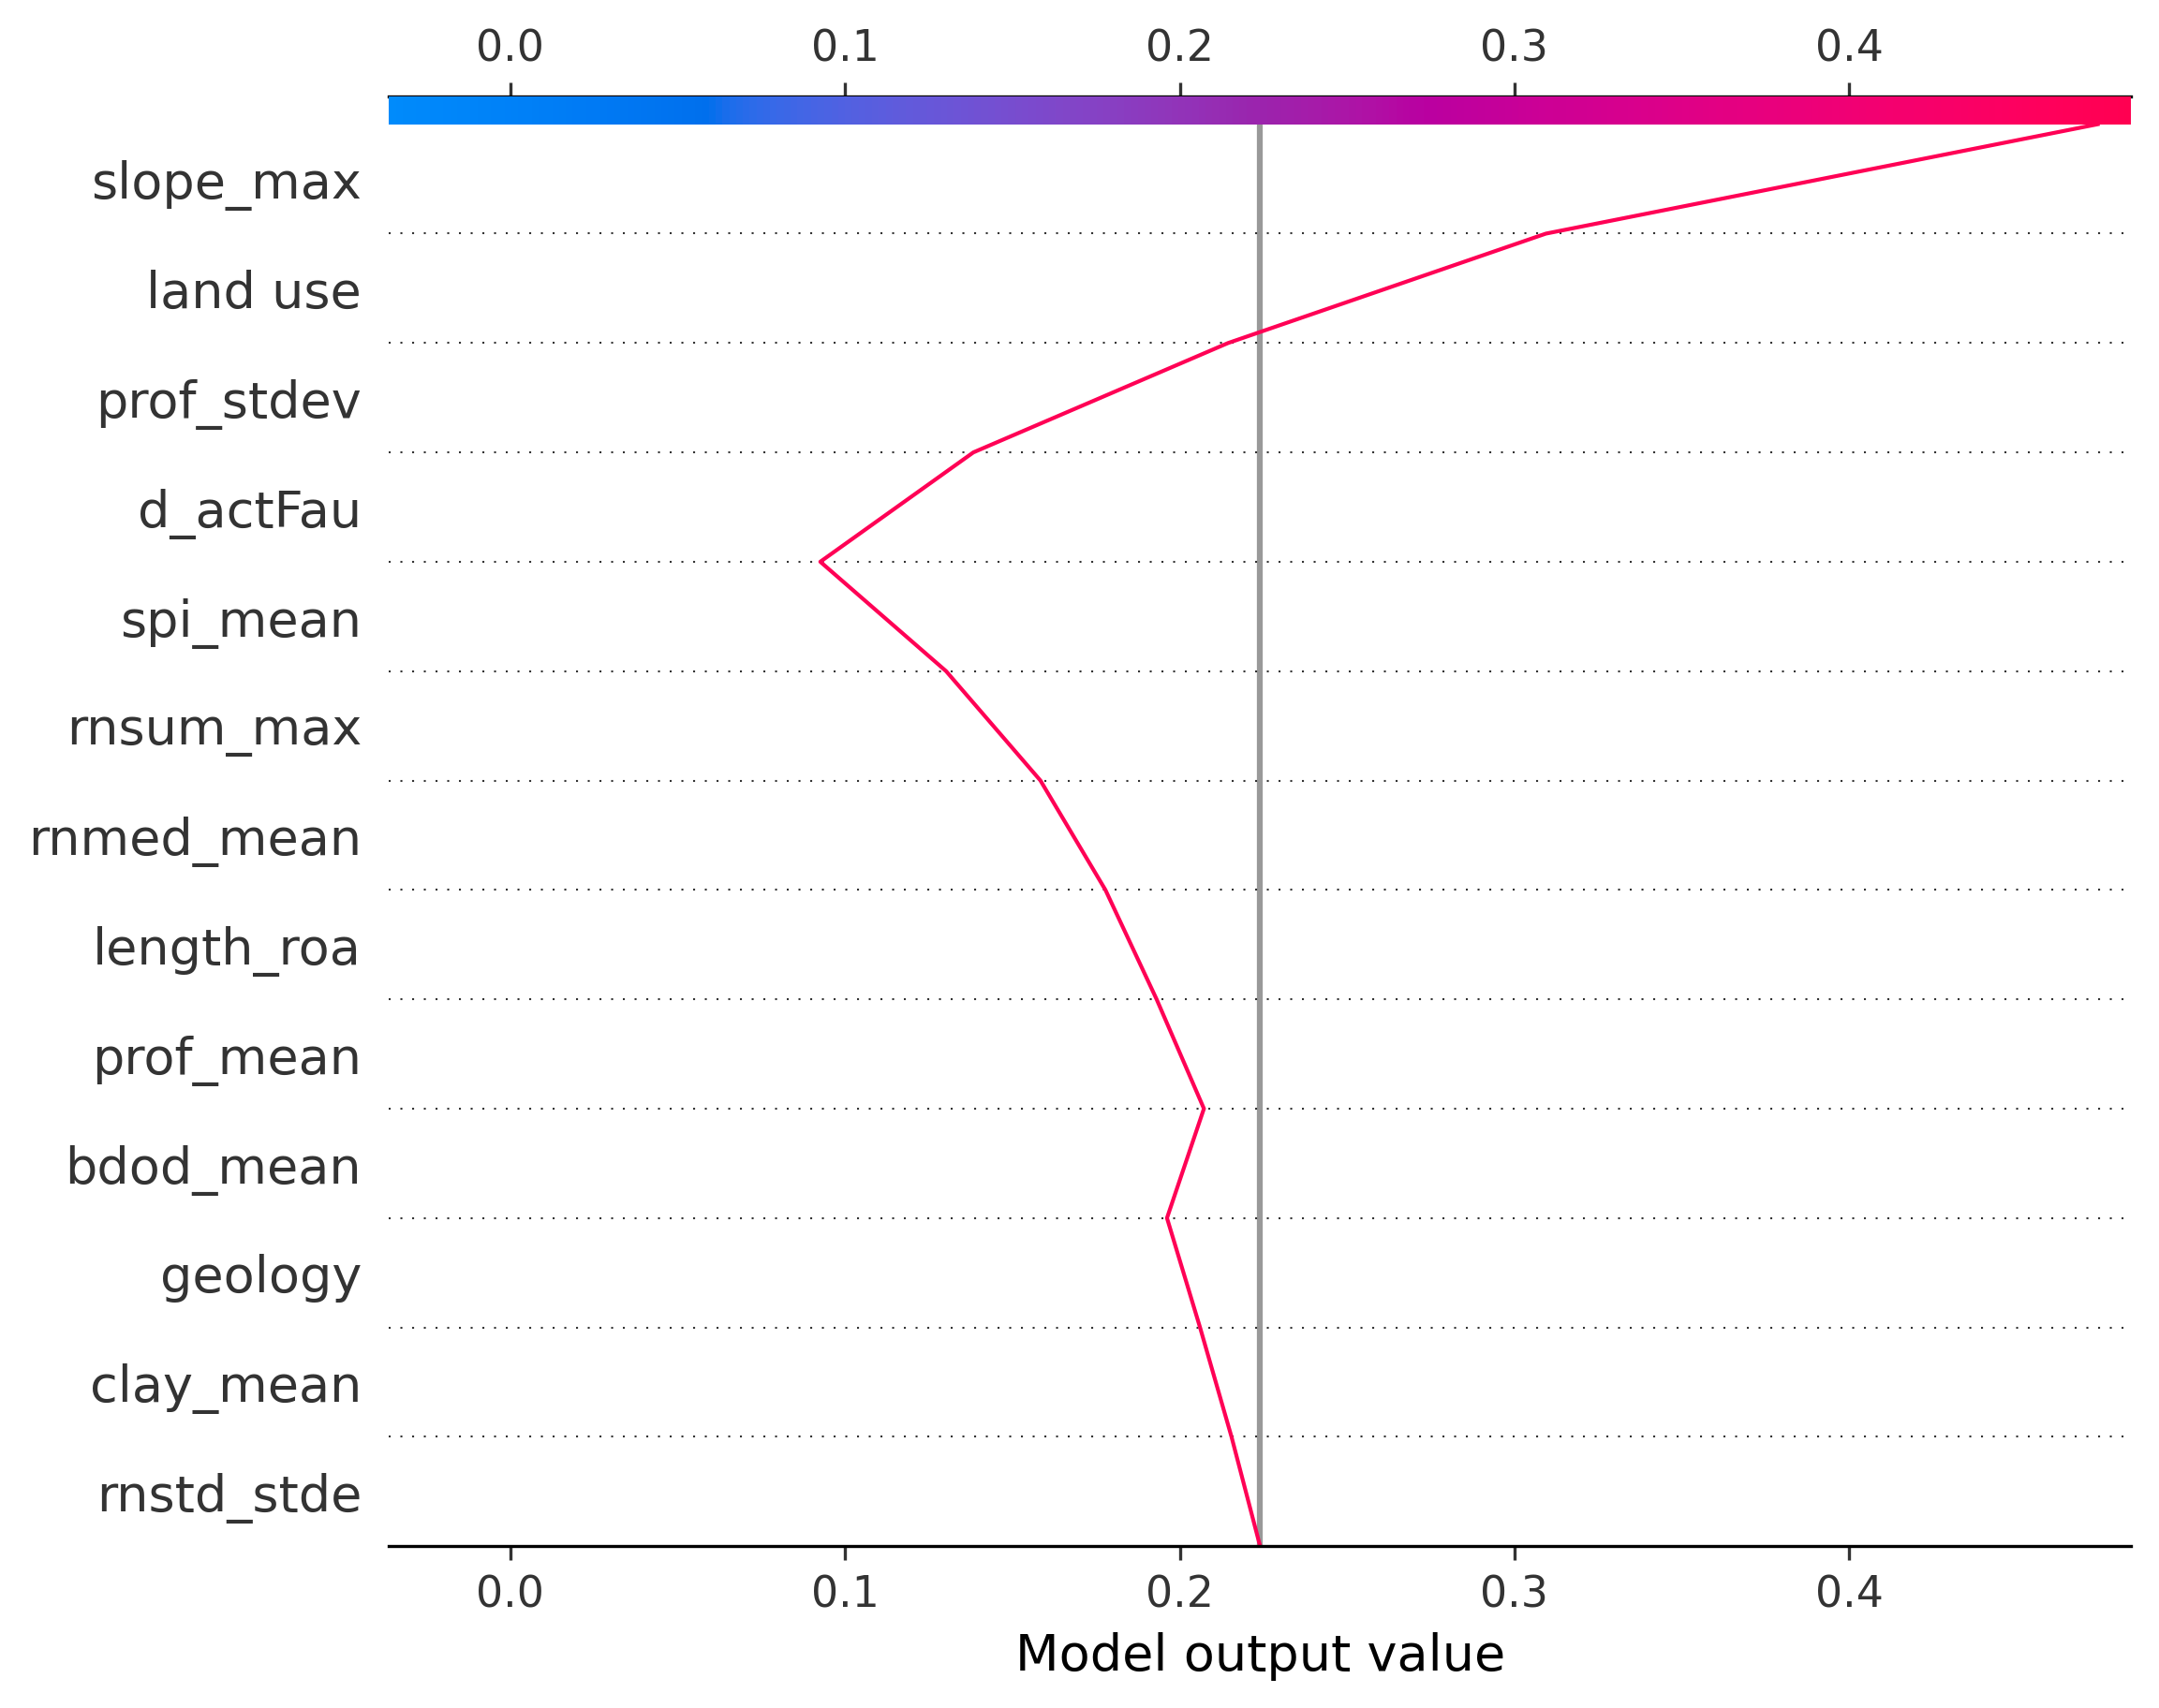 0.0 0.1 0.2 0.3 0.4
slope_max
land use
prof_stdev
d_actFau
spi_mean
rnsum_max
rnmed_mean
length_roa
prof_mean
bdod_mean
geology
clay_mean
rnstd_stde
0.0 0.1 0.2 0.3 0.4
Model output value